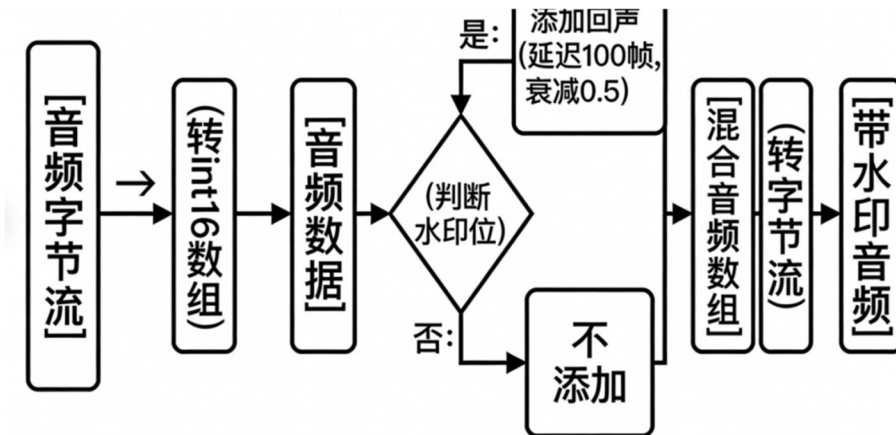 [音频字节流]
→
(转int16数组)
[音频数据]
(判断
水印位)
是:
添加回声
(延迟100帧,
衰减0.5)
否:
不
添加
[混合音频数组]
(转字节流)
[带水印音频]